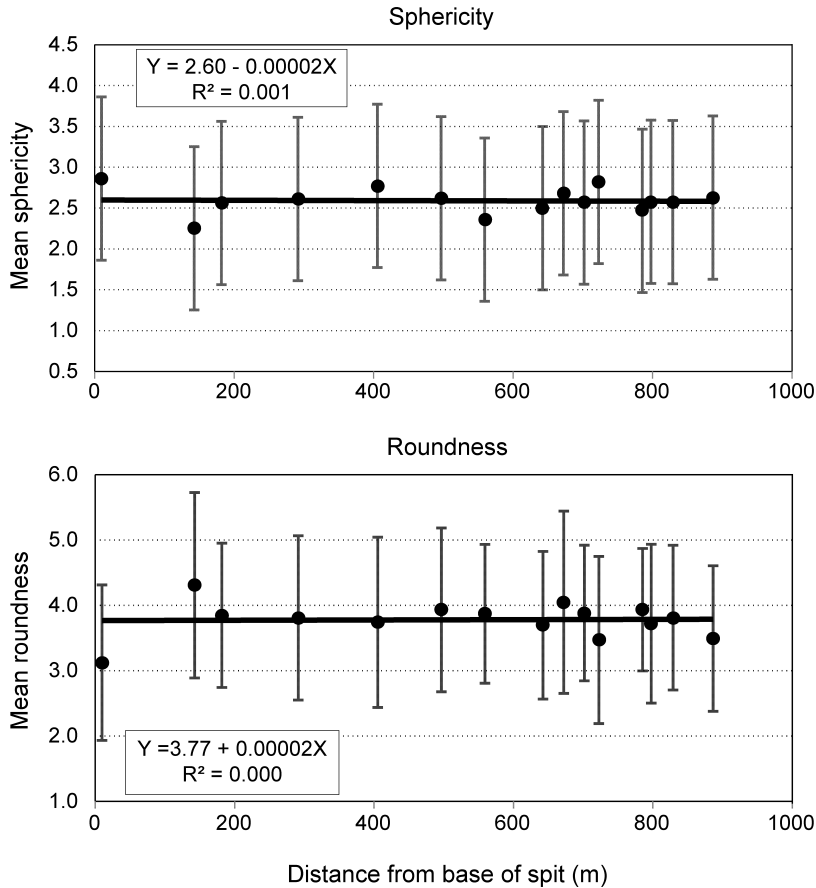 Sphericity
4.5
Y = 2.60 - 0.00002X
R² = 0.001
4.0
3.5
3.0
2.5
2.0
1.5
1.0
0.5
Mean sphericity
0 200 400 600 800 1000
Roundness
6.0
5.0
4.0
3.0
2.0
1.0
Mean roundness
Y =3.77 + 0.00002X
R² = 0.000
0 200 400 600 800 1000
Distance from base of spit (m)